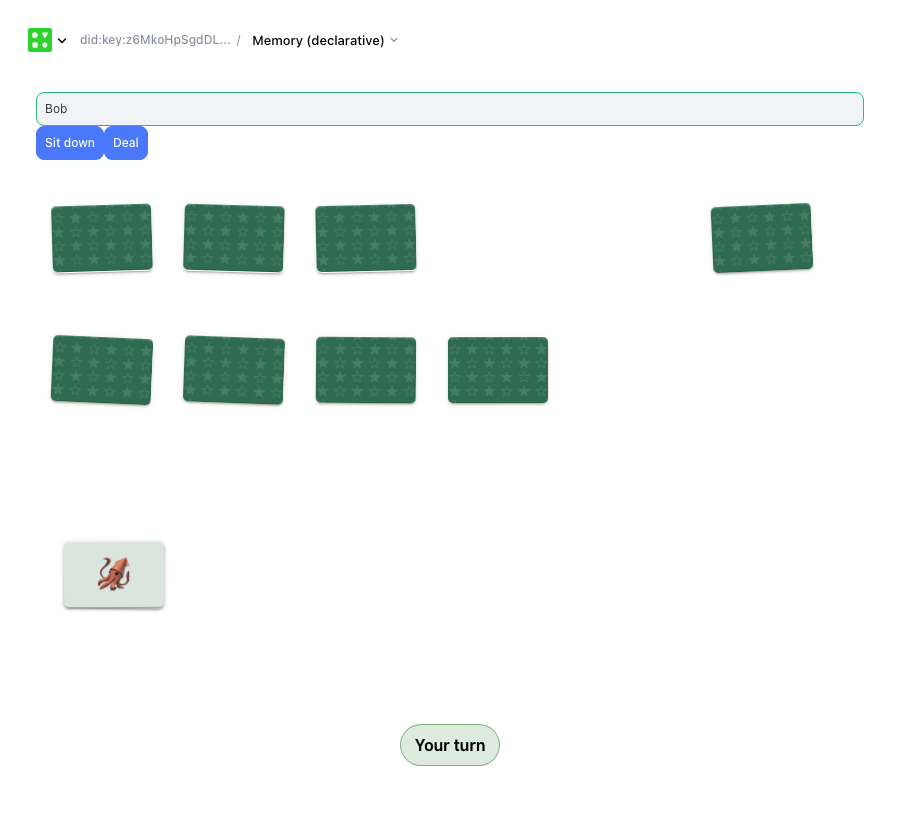 did:key:z6MkoHpSgdDL... / Memory (declarative)
Bob
Sit down Deal
Your turn